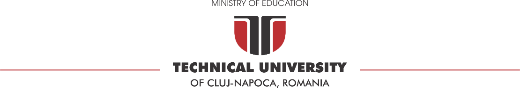 MINISTRY OF EDUCATION
TECHNICAL UNIVERSITY
OF CLUJ-NAPOCA, ROMANIA